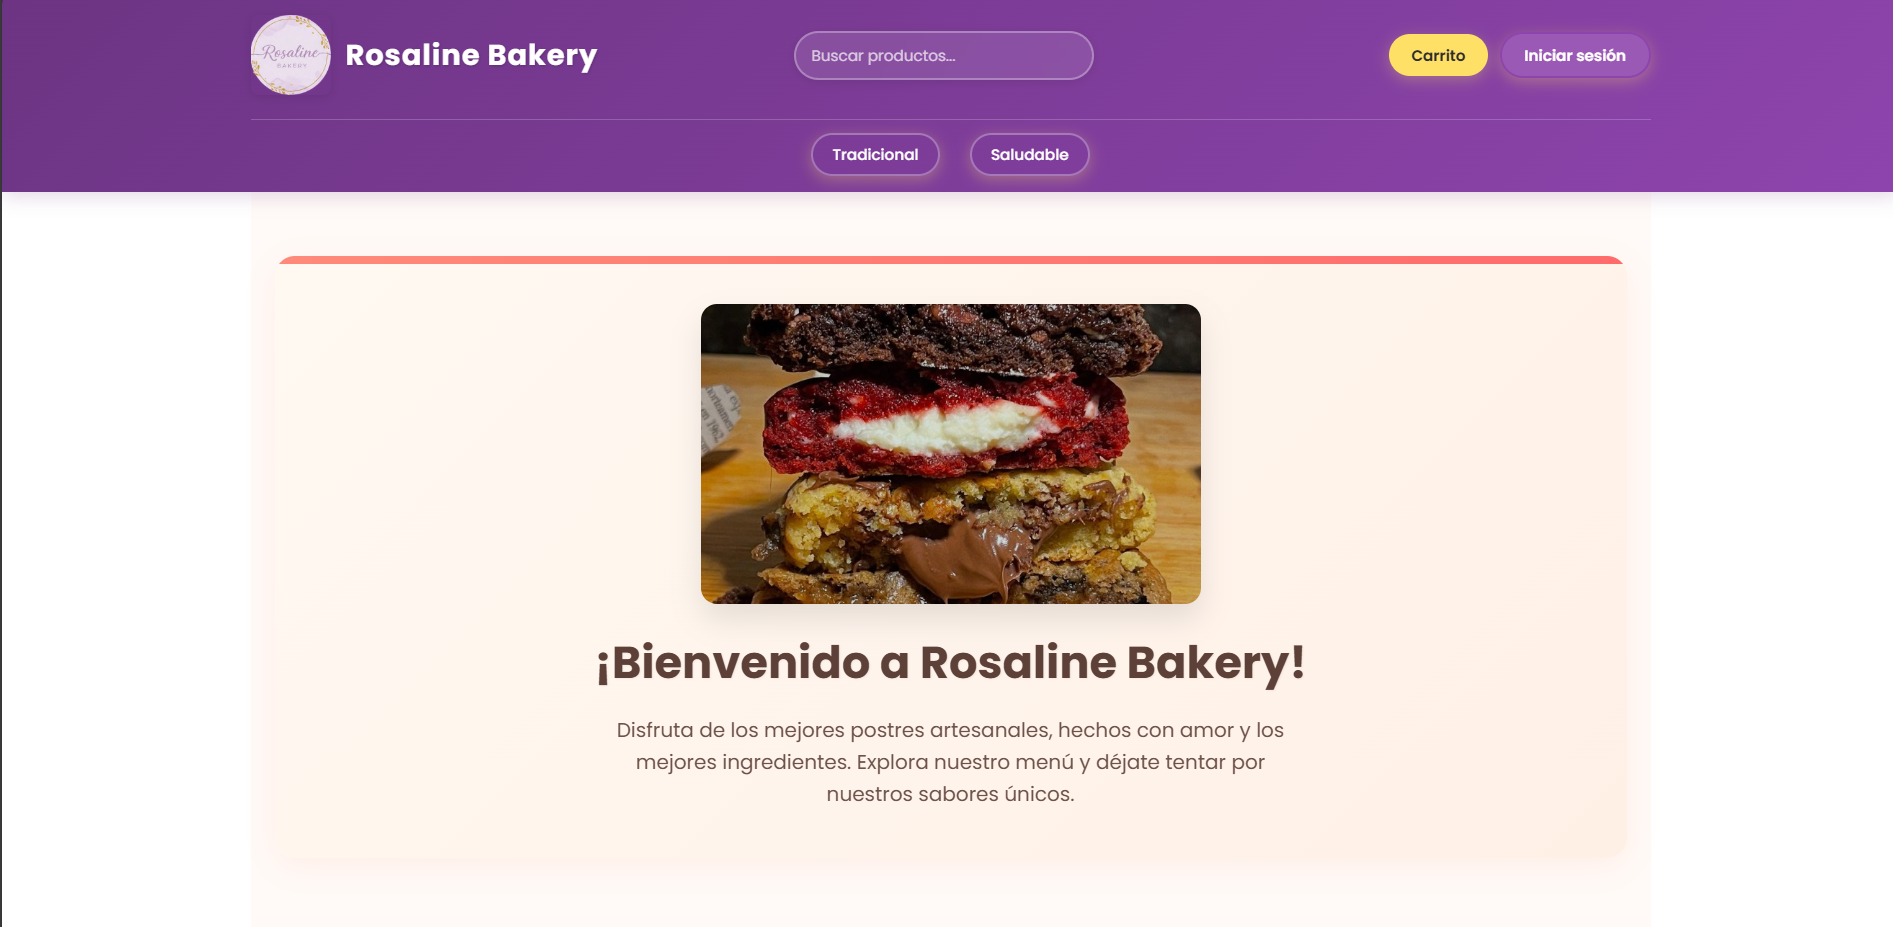 Rosaline
BAKERY
Rosaline Bakery
Buscar productos...
Carrito
Iniciar sesión
Tradicional
Saludable
¡Bienvenido a Rosaline Bakery!
Disfruta de los mejores postres artesanales, hechos con amor y los
mejores ingredientes. Explora nuestro menú y déjate tentar por
nuestros sabores únicos.